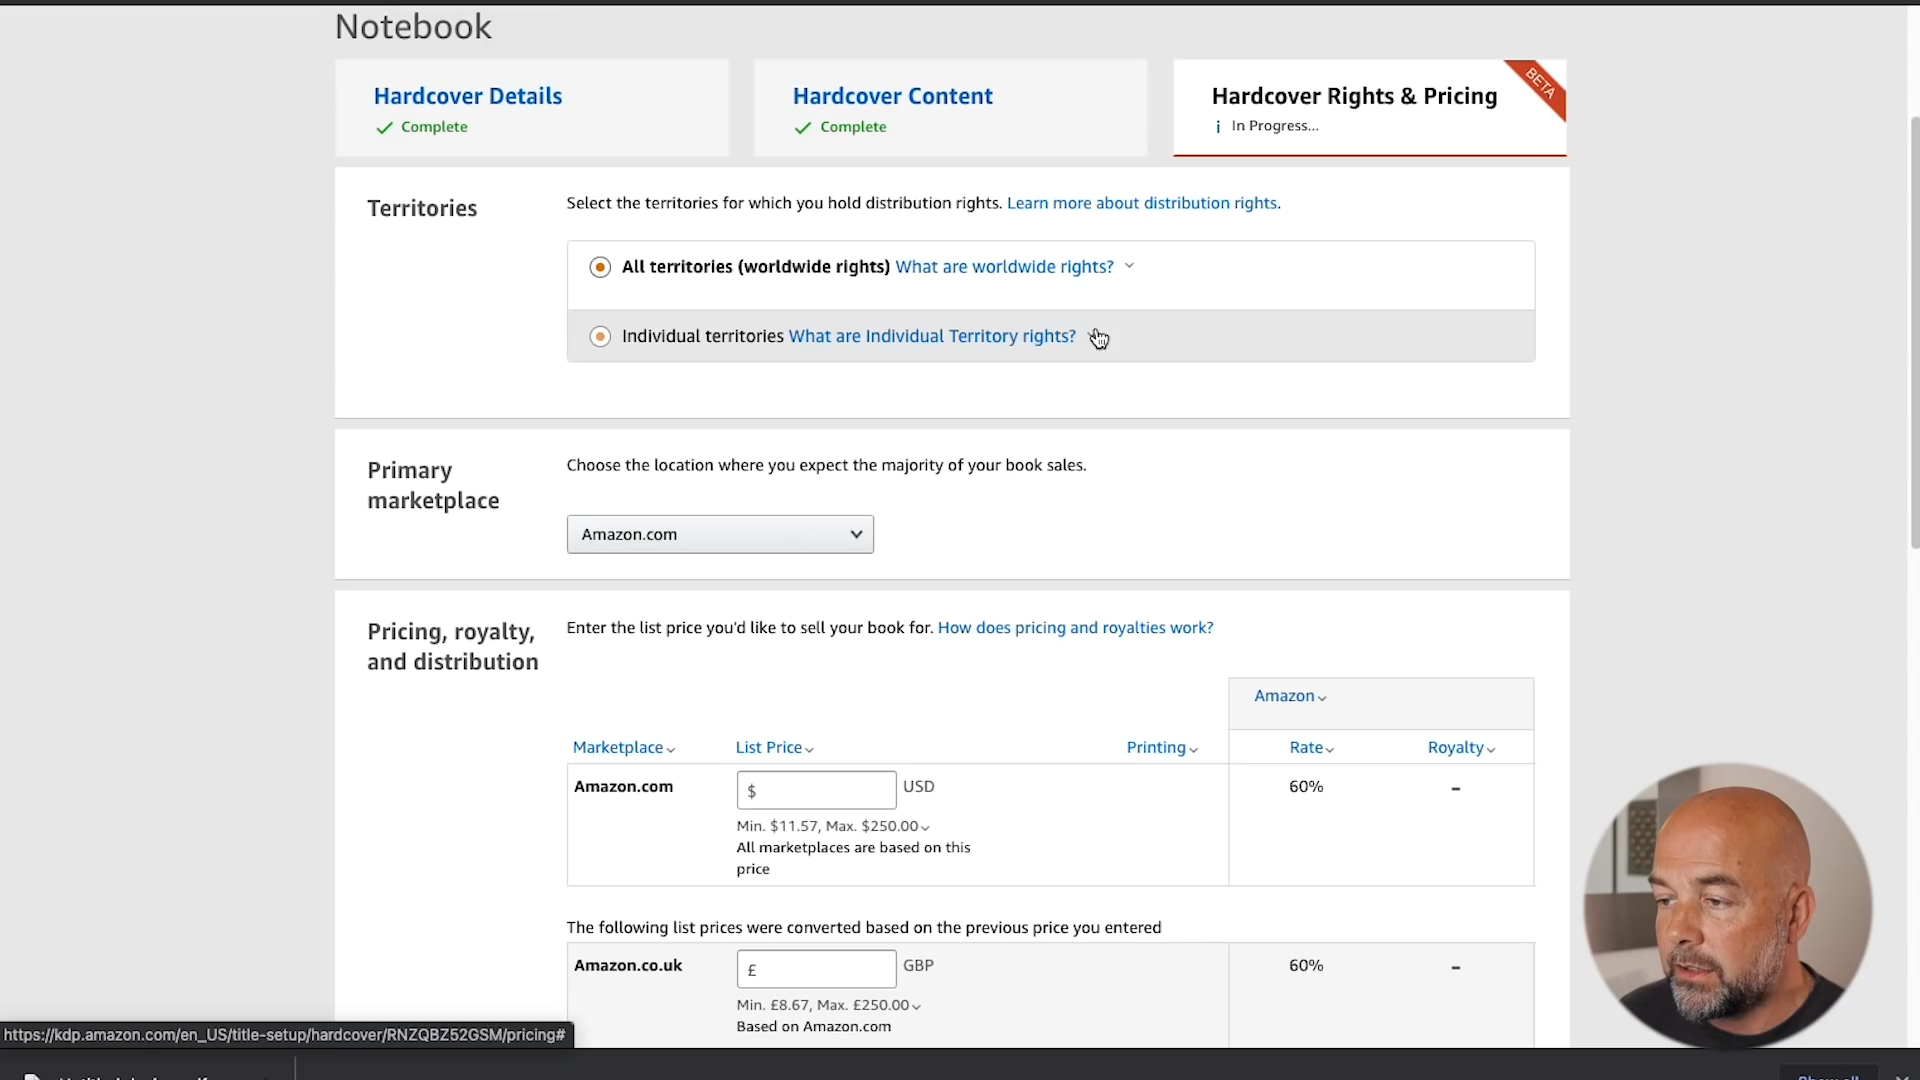 Notebook
Hardcover Details
Complete
Hardcover Content
Complete
Hardcover Rights & Pricing
In Progress...
BETA
Territories
Select the territories for which you hold distribution rights. Learn more about distribution rights.
All territories (worldwide rights) What are worldwide rights?
Individual territories What are Individual Territory rights?
Primary
marketplace
Choose the location where you expect the majority of your book sales.
Amazon.com
Pricing, royalty,
and distribution
Enter the list price you'd like to sell your book for. How does pricing and royalties work?
Amazon
Marketplace List Price Printing Rate Royalty
Amazon.com $ USD 60% –
Min. $11.57, Max. $250.00
All marketplaces are based on this
price
The following list prices were converted based on the previous price you entered
Amazon.co.uk £ GBP 60% –
Min. £8.67, Max. £250.00
Based on Amazon.com
https://kdp.amazon.com/en_US/title-setup/hardcover/RNZQBZ52GSM/pricing#